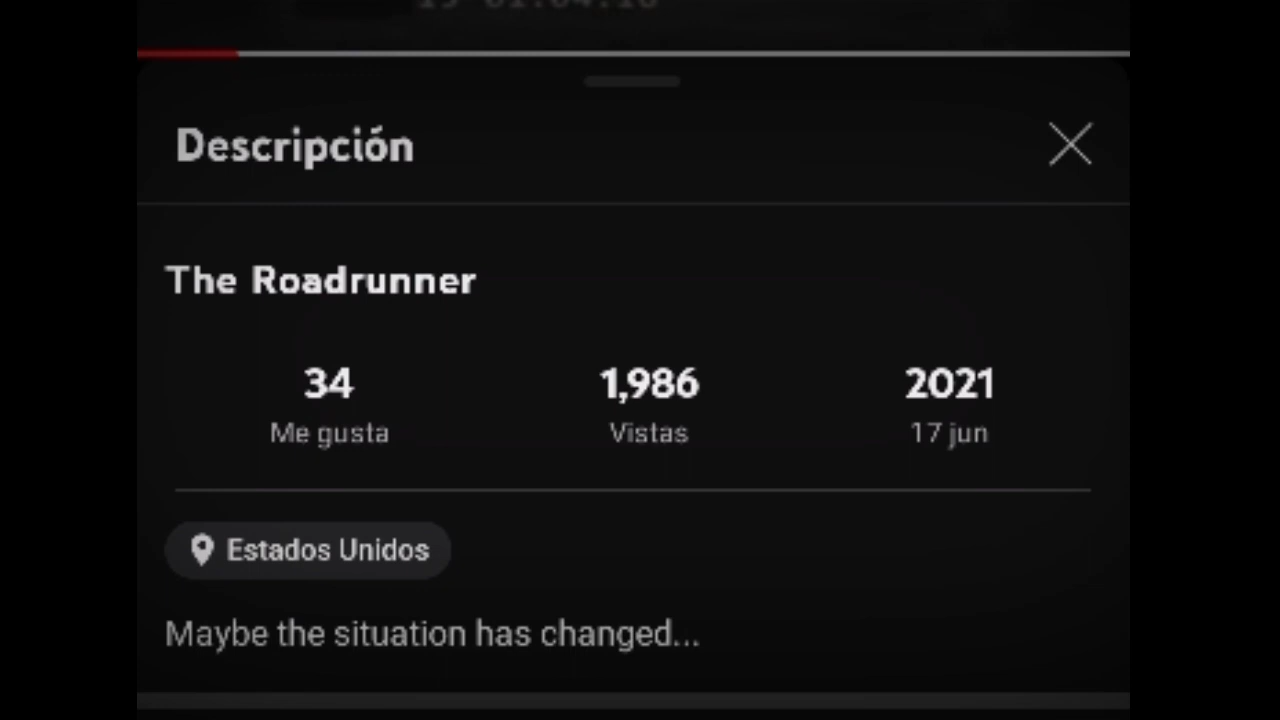 Descripción
The Roadrunner
34
1,986
2021
Me gusta
Vistas
17 jun
Estados Unidos
Maybe the situation has changed...